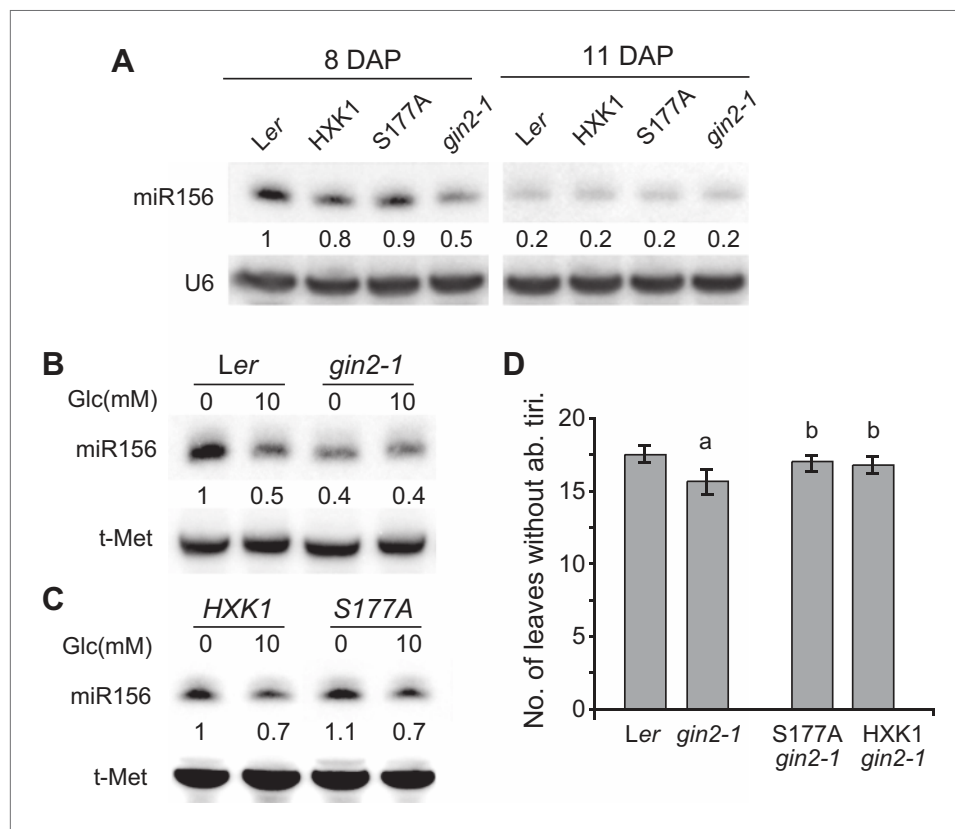 A
8 DAP
11 DAP
Ler
HXK1
S177A
gin2-1
Ler
HXK1
S177A
gin2-1
miR156
1
0.8
0.9
0.5
0.2
0.2
0.2
0.2
U6
B
Ler
gin2-1
Glc(mM)
0
10
0
10
miR156
1
0.5
0.4
0.4
t-Met
C
HXK1
S177A
Glc(mM)
0
10
0
10
miR156
1
0.7
1.1
0.7
t-Met
D
No. of leaves without ab. tiri.
20
15
10
5
0
a
b
b
Ler
gin2-1
S177A
gin2-1
HXK1
gin2-1